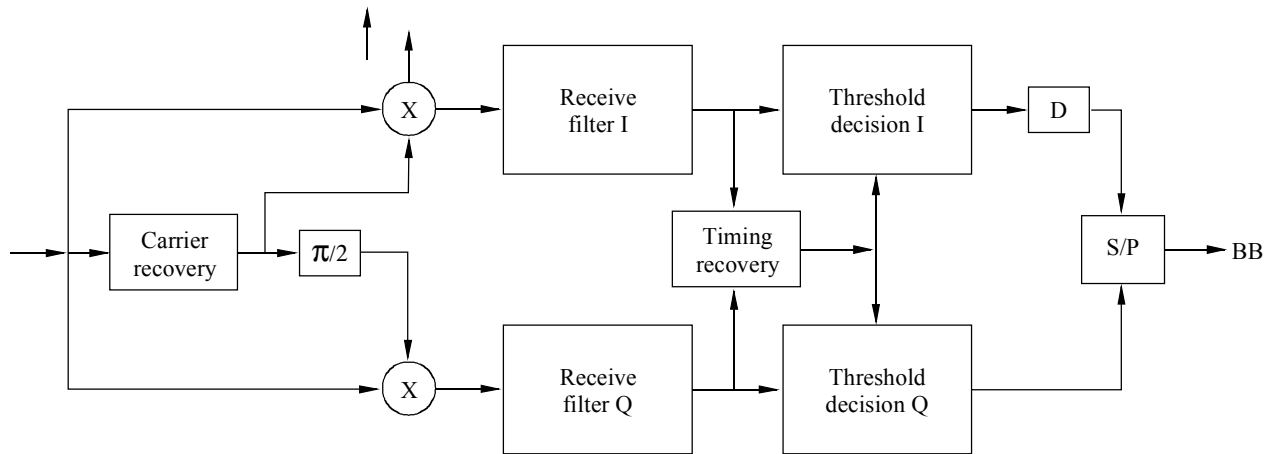 X
Receive
filter I
Threshold
decision I
D
Carrier
recovery
π/2
Timing
recovery
S/P
BB
X
Receive
filter Q
Threshold
decision Q